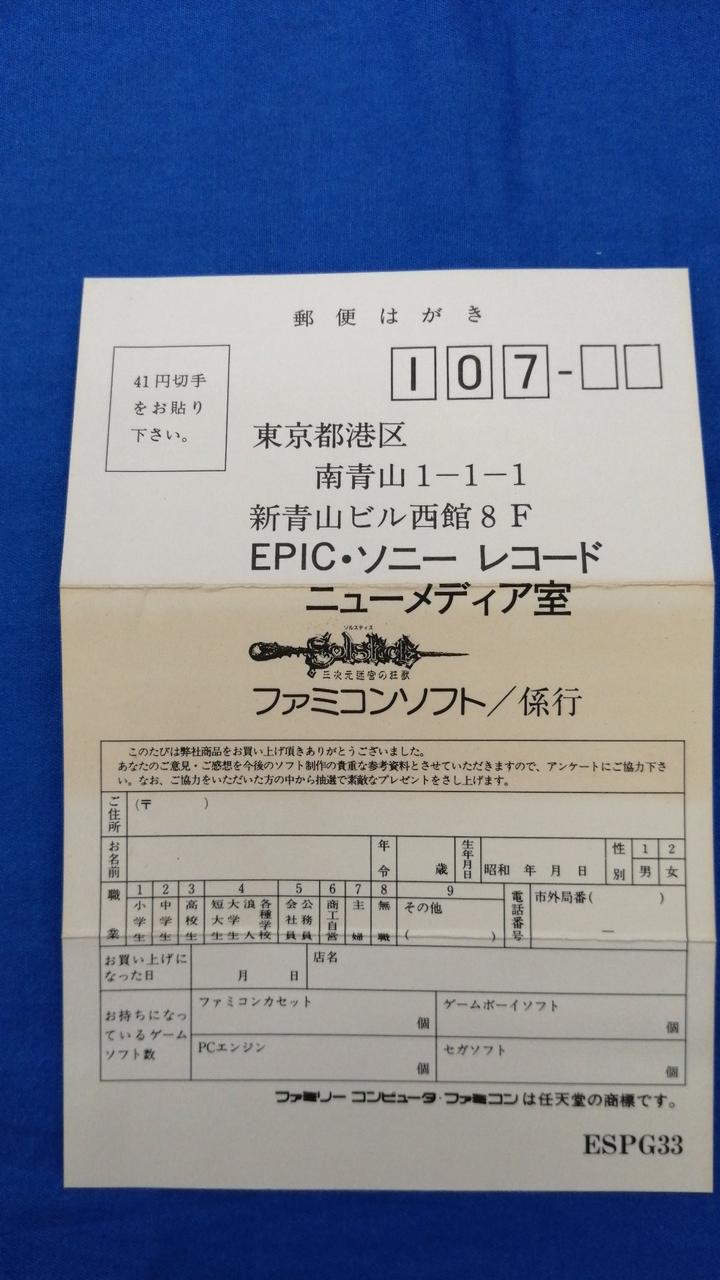 郵便はがき
41円切手
をお貼り
下さい。
107-
東京都港区
南青山1-1-1
新青山ビル西館8F
EPIC・ソニー レコード
ニューメディア室
ソルスティス
Solstice
三次元迷宮の狂獣
ファミコンソフト/係行
このたびは弊社商品をお買い上げ頂きありがとうございました。
あなたのご意見・ご感想を今後のソフト制作の貴重な参考資料とさせていただきますので、アンケートにご協力下さ
い。なお、ご協力をいただいた方の中から抽選で素敵なプレゼントをさし上げます。
ご住所
(〒 )
お名前
年令
歳
生年月日
昭和 年 月 日
性別
1 男
2 女
職業
1 小学生
2 中学生
3 高校生
4 短大生 大学生 浪人 各種学校
5 会社員 公務員
6 商工自営
7 主婦
8 無職
9 その他
( )
電話番号
市外局番( )
―
お買い上げに
なった日
月 日
店名
お持ちになっ
ているゲーム
ソフト数
ファミコンカセット
個
ゲームボーイソフト
個
PCエンジン
個
セガソフト
個
ファミリー コンピュータ・ファミコンは任天堂の商標です。
ESPG33